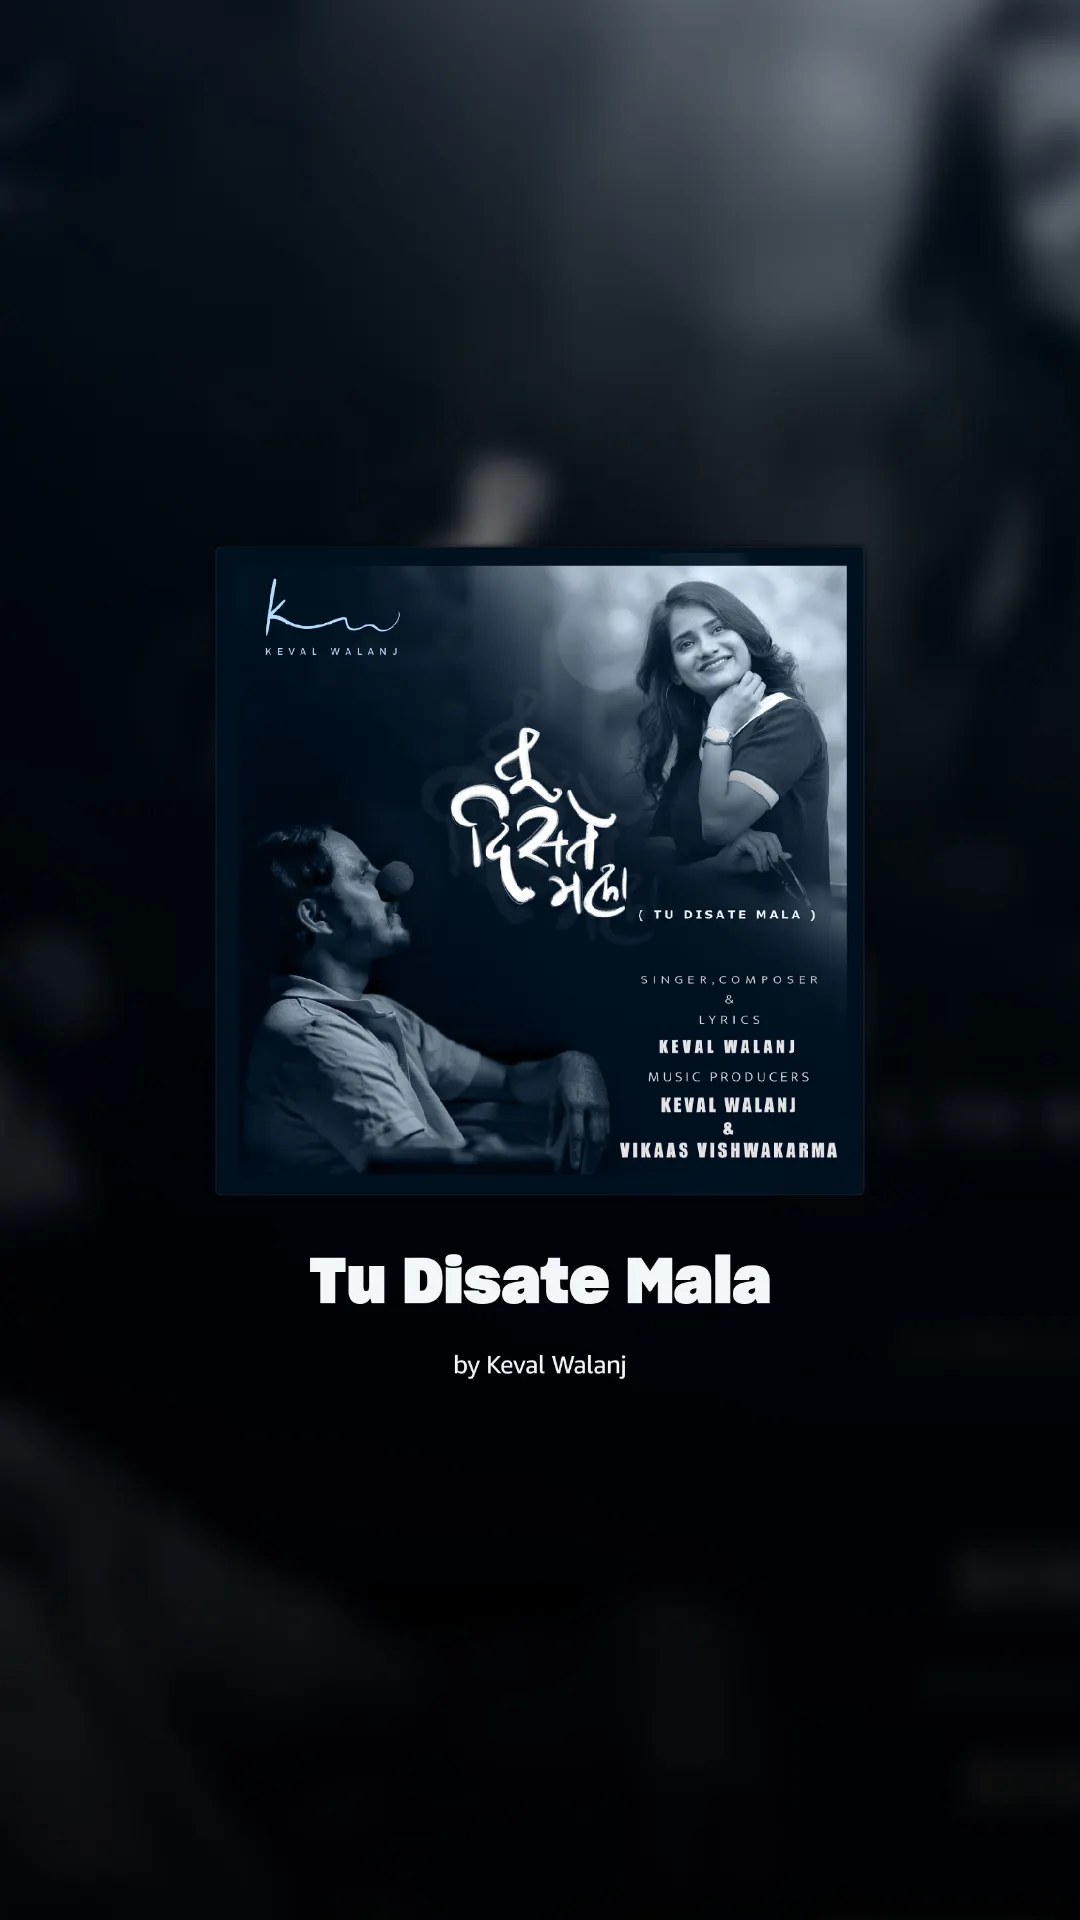 KW
KEVAL WALANJ
तू
दिसते
मला
( TU DISATE MALA )
SINGER,COMPOSER
&
LYRICS
KEVAL WALANJ
MUSIC PRODUCERS
KEVAL WALANJ
&
VIKAAS VISHWAKARMA
Tu Disate Mala
by Keval Walanj